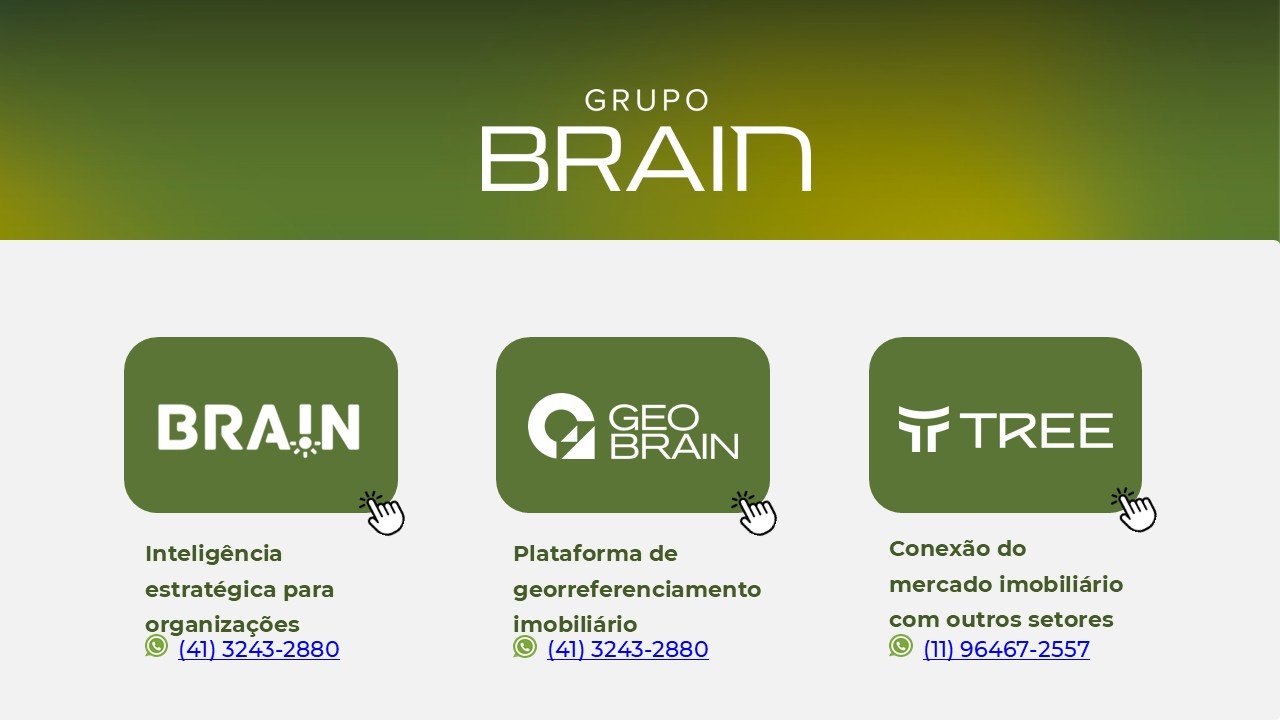 GRUPO
BRAIN
BRAIN
Inteligência
estratégica para
organizações
(41) 3243-2880
GEO
BRAIN
Plataforma de
georreferenciamento
imobiliário
(41) 3243-2880
TREE
Conexão do
mercado imobiliário
com outros setores
(11) 96467-2557